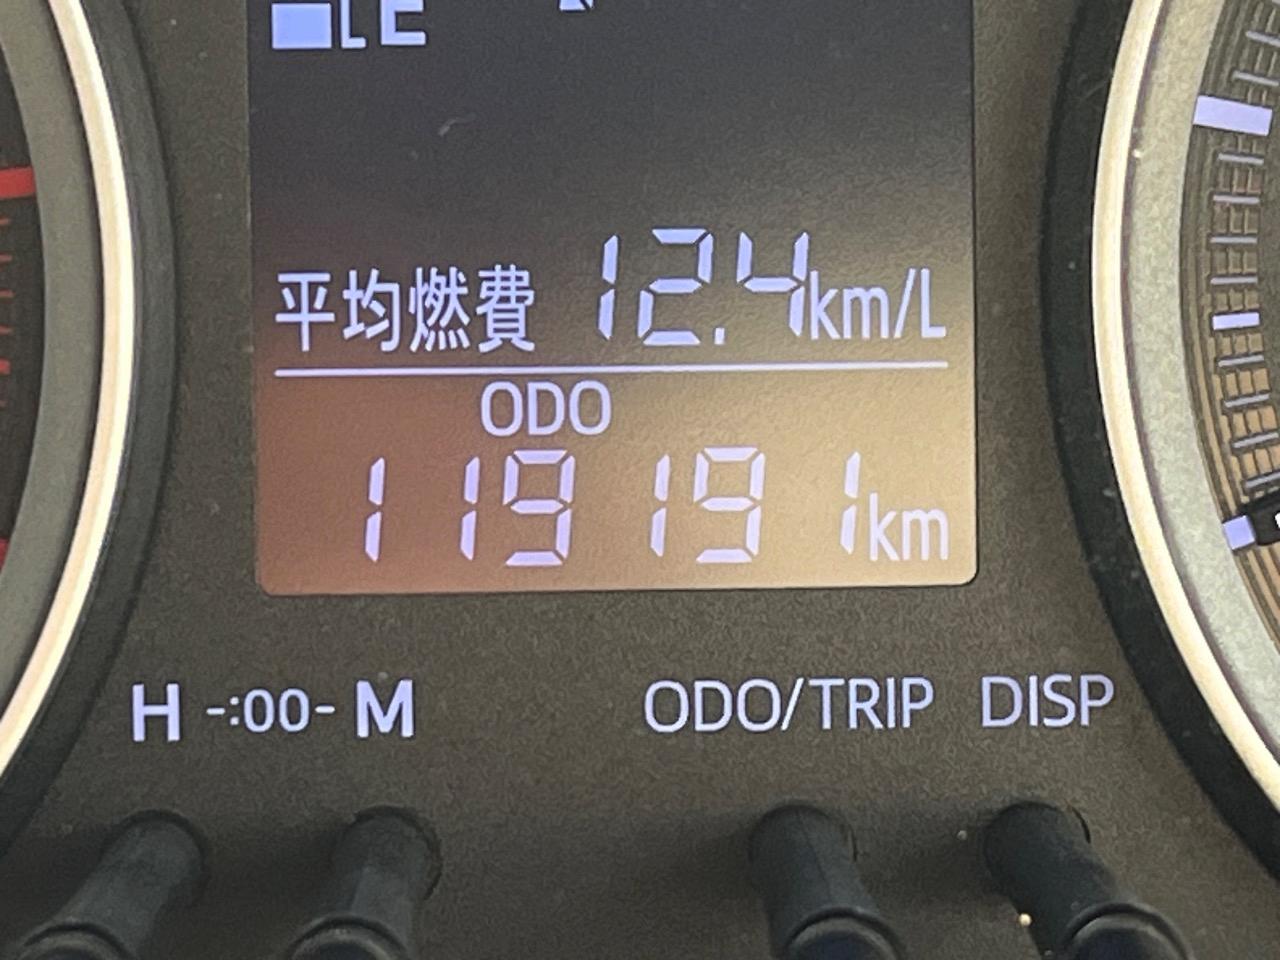 E
平均燃費 12.4km/L
ODO
119191km
H -:00- M
ODO/TRIP DISP